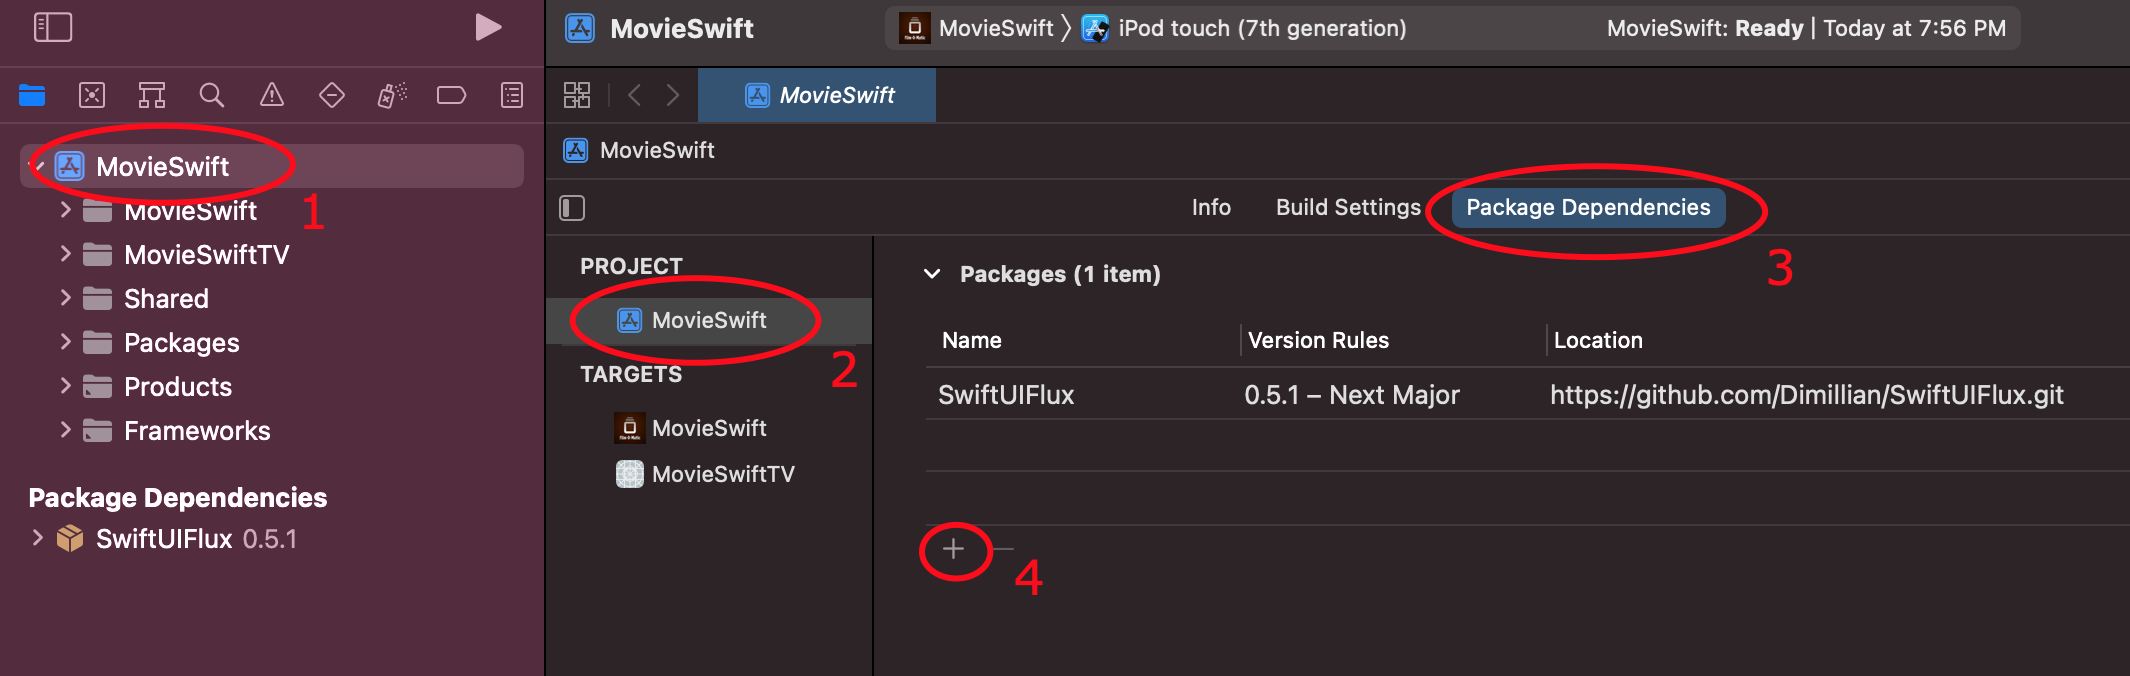 MovieSwift
MovieSwift 〉 iPod touch (7th generation)
MovieSwift: Ready | Today at 7:56 PM
MovieSwift
MovieSwift
1
MovieSwift
MovieSwiftTV
Shared
Packages
Products
Frameworks
Package Dependencies
SwiftUIFlux 0.5.1
MovieSwift
Info Build Settings Package Dependencies
3
PROJECT
MovieSwift
2
TARGETS
MovieSwift
MovieSwiftTV
Packages (1 item)
Name Version Rules Location
SwiftUIFlux 0.5.1 – Next Major https://github.com/Dimillian/SwiftUIFlux.git
+ —
4